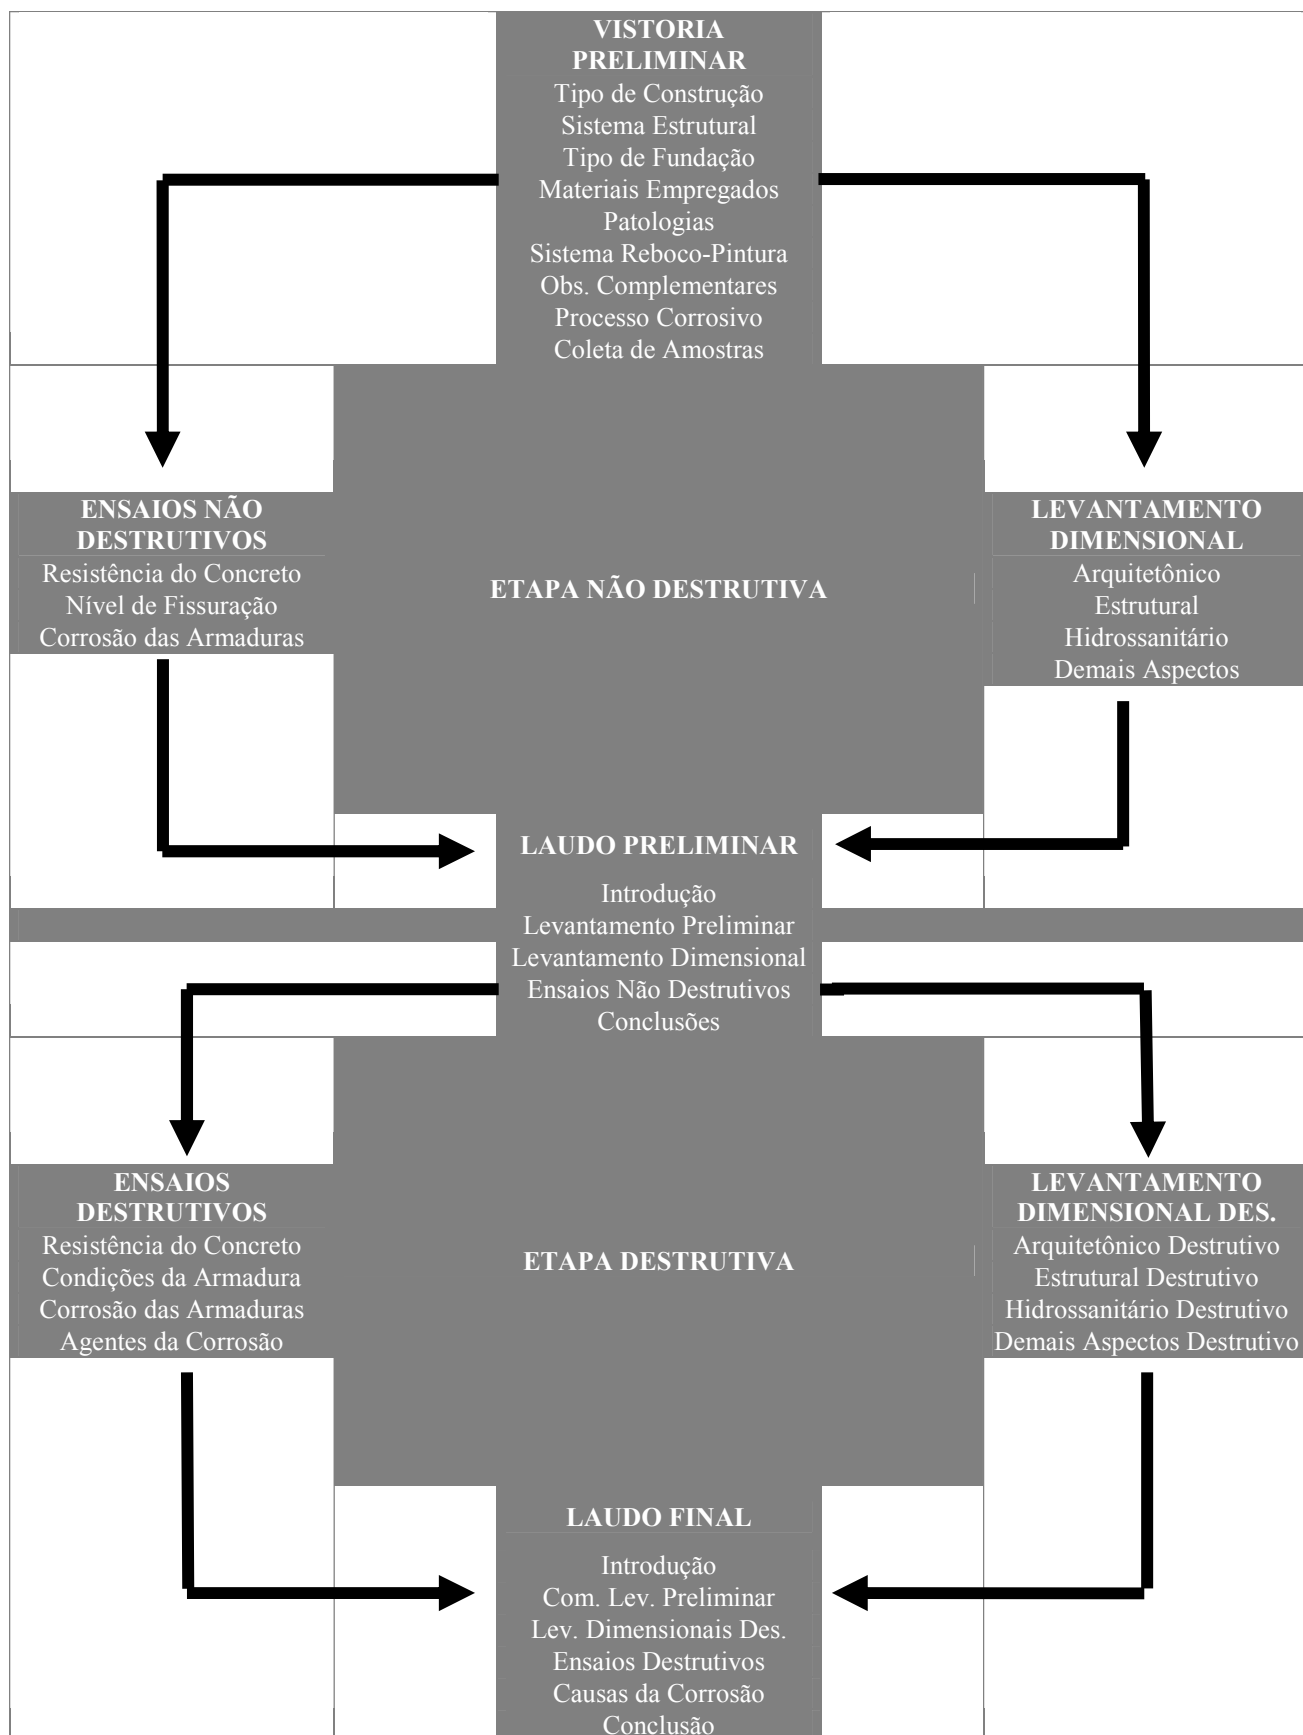 VISTORIA
PRELIMINAR
Tipo de Construção
Sistema Estrutural
Tipo de Fundação
Materiais Empregados
Patologias
Sistema Reboco-Pintura
Obs. Complementares
Processo Corrosivo
Coleta de Amostras
ENSAIOS NÃO
DESTRUTIVOS
Resistência do Concreto
Nível de Fissuração
Corrosão das Armaduras
ETAPA NÃO DESTRUTIVA
LEVANTAMENTO
DIMENSIONAL
Arquitetônico
Estrutural
Hidrossanitário
Demais Aspectos
LAUDO PRELIMINAR
Introdução
Levantamento Preliminar
Levantamento Dimensional
Ensaios Não Destrutivos
Conclusões
ENSAIOS
DESTRUTIVOS
Resistência do Concreto
Condições da Armadura
Corrosão das Armaduras
Agentes da Corrosão
ETAPA DESTRUTIVA
LEVANTAMENTO
DIMENSIONAL DES.
Arquitetônico Destrutivo
Estrutural Destrutivo
Hidrossanitário Destrutivo
Demais Aspectos Destrutivo
LAUDO FINAL
Introdução
Com. Lev. Preliminar
Lev. Dimensionais Des.
Ensaios Destrutivos
Causas da Corrosão
Conclusão